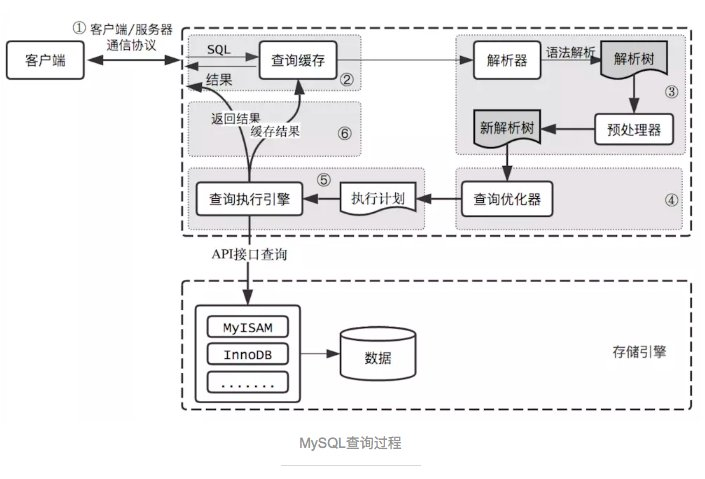 ① 客户端/服务器
通信协议
客户端
SQL
结果
查询缓存
②
解析器
语法解析
解析树
③
返回结果
缓存结果
⑥
新解析树
预处理器
⑤
查询执行引擎
执行计划
查询优化器
④
API接口查询
MyISAM
InnoDB
.......
数据
存储引擎
MySQL查询过程